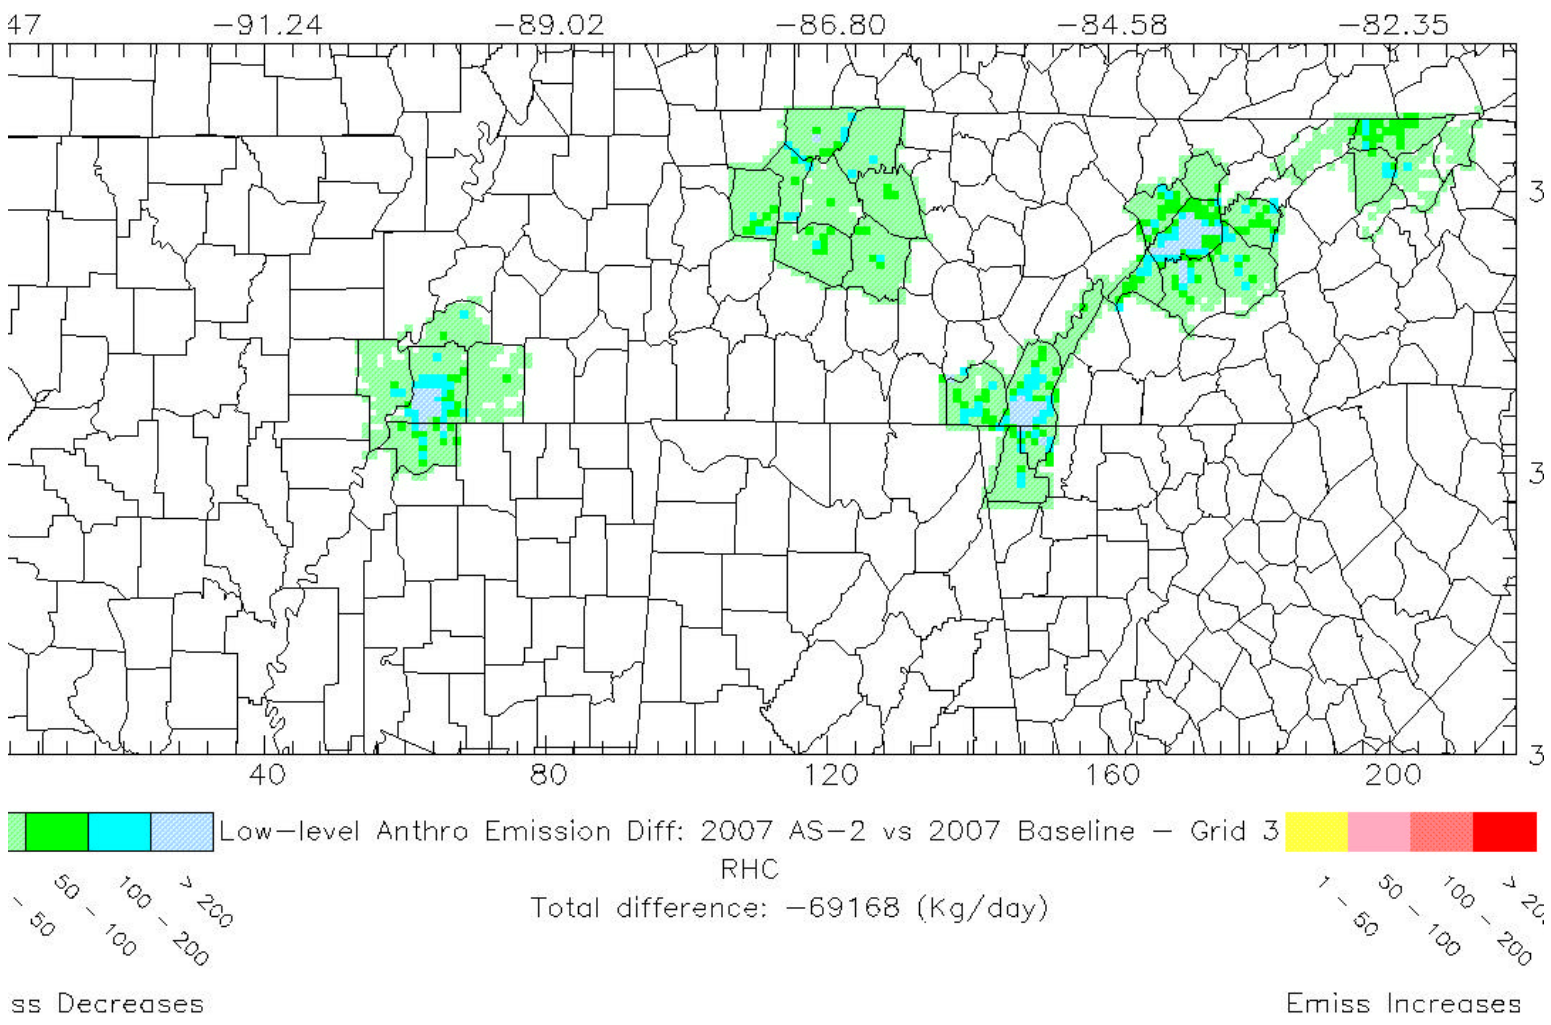 47 −91.24 −89.02 −86.80 −84.58 −82.35
3
3
3
40 80 120 160 200
Low−level Anthro Emission Diff: 2007 AS−2 vs 2007 Baseline − Grid 3
RHC
Total difference: −69168 (Kg/day)
− 50
50 − 100
100 − 200
> 200
1 − 50
50 − 100
100 − 200
> 200
ss Decreases
Emiss Increases